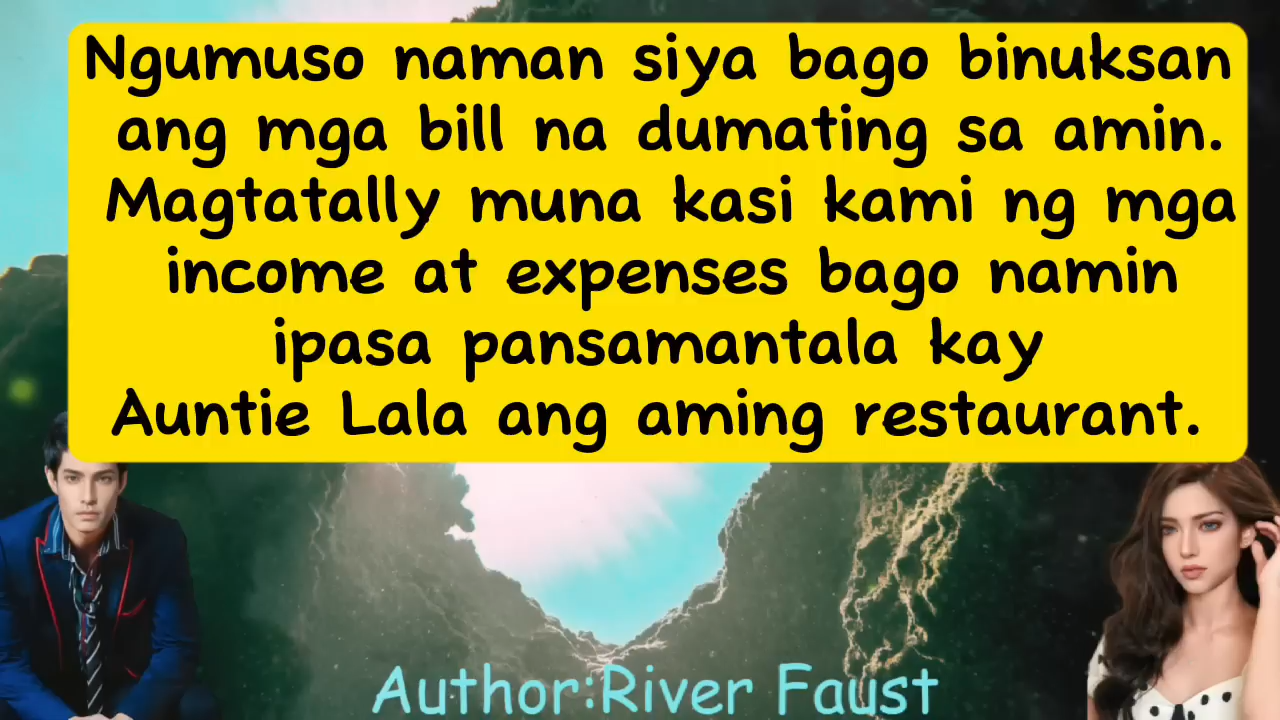 Ngumuso naman siya bago binuksan
ang mga bill na dumating sa amin.
Magtatally muna kasi kami ng mga
income at expenses bago namin
ipasa pansamantala kay
Auntie Lala ang aming restaurant.
Author:River Faust